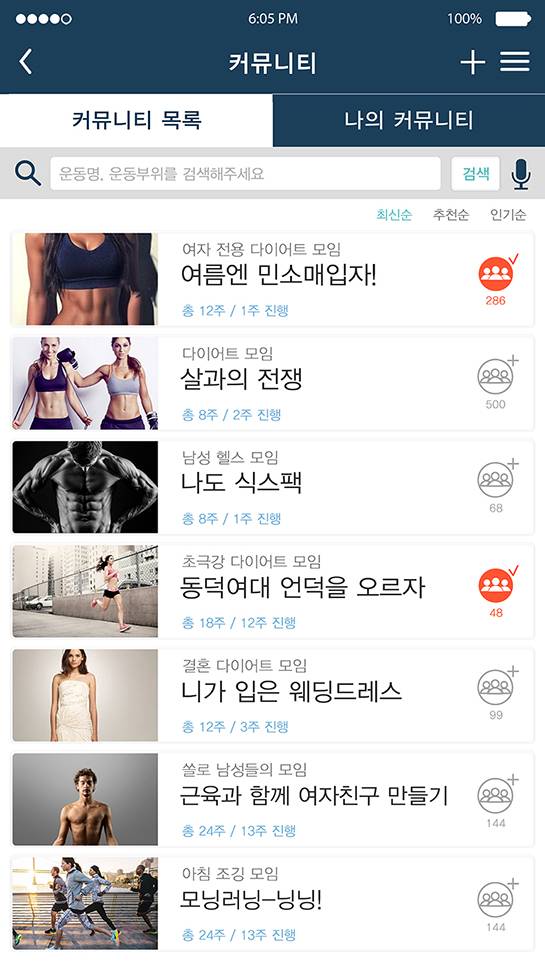 6:05 PM
100%
커뮤니티
커뮤니티 목록
나의 커뮤니티
운동명, 운동부위를 검색해주세요
검색
최신순 추천순 인기순
여자 전용 다이어트 모임
여름엔 민소매입자!
총 12주 / 1주 진행
286
다이어트 모임
살과의 전쟁
총 8주 / 2주 진행
500
남성 헬스 모임
나도 식스팩
총 8주 / 1주 진행
68
초극강 다이어트 모임
동덕여대 언덕을 오르자
총 18주 / 12주 진행
48
결혼 다이어트 모임
니가 입은 웨딩드레스
총 12주 / 3주 진행
99
쏠로 남성들의 모임
근육과 함께 여자친구 만들기
총 24주 / 13주 진행
144
아침 조깅 모임
모닝러닝-닝닝!
총 24주 / 13주 진행
144